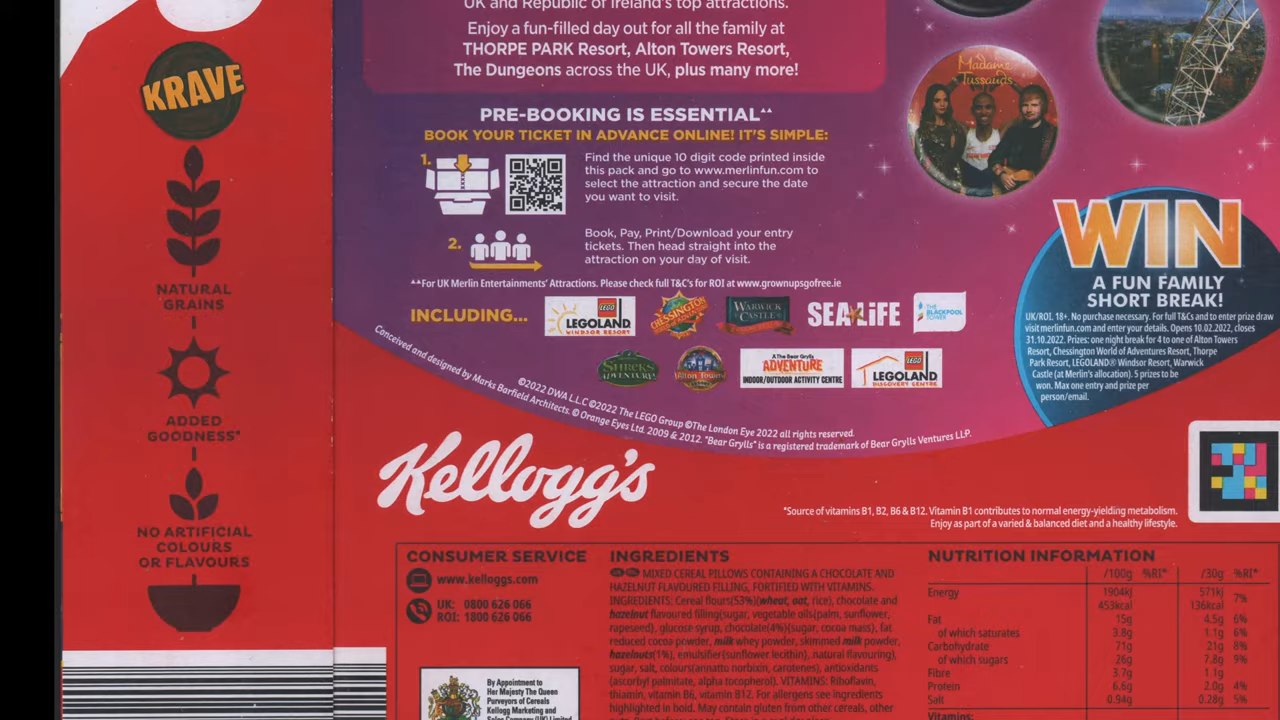 UK and Republic of Ireland's top attractions.
Enjoy a fun-filled day out for all the family at
THORPE PARK Resort, Alton Towers Resort,
The Dungeons across the UK, plus many more!
PRE-BOOKING IS ESSENTIAL^^
BOOK YOUR TICKET IN ADVANCE ONLINE! IT'S SIMPLE:
1.
Find the unique 10 digit code printed inside
this pack and go to www.merlinfun.com to
select the attraction and secure the date
you want to visit.
2.
Book, Pay, Print/Download your entry
tickets. Then head straight into the
attraction on your day of visit.
^^For UK Merlin Entertainments' Attractions. Please check full T&C's for ROI at www.grownupsgofree.ie
INCLUDING...
LEGO
LEGOLAND
WINDSOR RESORT
CHESSINGTON
WARWICK
CASTLE
SEA LIFE
THE
BLACKPOOL
TOWER
SHREK'S
ADVENTURE
Alton Towers
A The Bear Grylls
ADVENTURE
INDOOR/OUTDOOR ACTIVITY CENTRE
LEGO
LEGOLAND
DISCOVERY CENTRE
Conceived and designed by Marks Barfield Architects. © Orange Eyes Ltd. 2009 & 2012. "Bear Grylls" is a registered trademark of Bear Grylls Ventures LLP.
©2022 DWA L.L.C ©2022 The LEGO Group ©The London Eye 2022 all rights reserved.
Madame
Tussauds
WIN
A FUN FAMILY
SHORT BREAK!
UK/ROI. 18+. No purchase necessary. For full T&Cs and to enter prize draw
visit merlinfun.com and enter your details. Opens 10.02.2022, closes
31.10.2022. Prizes: one night break for 4 to one of Alton Towers
Resort, Chessington World of Adventures Resort, Thorpe
Park Resort, LEGOLAND® Windsor Resort, Warwick
Castle (at Merlin's allocation). 5 prizes to be
won. Max one entry and prize per
person/email.
KRAVE
NATURAL
GRAINS
ADDED
GOODNESS*
NO ARTIFICIAL
COLOURS
OR FLAVOURS
Kellogg's
*Source of vitamins B1, B2, B6 & B12. Vitamin B1 contributes to normal energy-yielding metabolism.
Enjoy as part of a varied & balanced diet and a healthy lifestyle.
CONSUMER SERVICE
www.kelloggs.com
UK: 0800 626 066
ROI: 1800 626 066
By Appointment to
Her Majesty The Queen
Purveyors of Cereals
Kellogg Marketing and
Sales Company (UK) Limited
INGREDIENTS
MIXED CEREAL PILLOWS CONTAINING A CHOCOLATE AND
HAZELNUT FLAVOURED FILLING, FORTIFIED WITH VITAMINS.
INGREDIENTS: Cereal flours(53%)(wheat, oat, rice), chocolate and
hazelnut flavoured filling(sugar, vegetable oils(palm, sunflower,
rapeseed), glucose syrup, chocolate(4%)(sugar, cocoa mass), fat
reduced cocoa powder, milk whey powder, skimmed milk powder,
hazelnuts(1%), emulsifier(sunflower lecithin), natural flavouring),
sugar, salt, colours(annatto norbixin, carotenes), antioxidants
(ascorbyl palmitate, alpha tocopherol). VITAMINS: Riboflavin,
thiamin, vitamin B6, vitamin B12. For allergens see ingredients
highlighted in bold. May contain gluten from other cereals, other
NUTRITION INFORMATION
/100g %RI* /30g %RI*
Energy 1904kj 571kj 7%
453kcal 136kcal
Fat 15g 4.5g 6%
of which saturates 3.8g 1.1g 6%
Carbohydrate 71g 21g 8%
of which sugars 26g 7.8g 9%
Fibre 3.7g 1.1g
Protein 6.6g 2.0g 4%
Salt 0.94g 0.28g 5%
Vitamins: